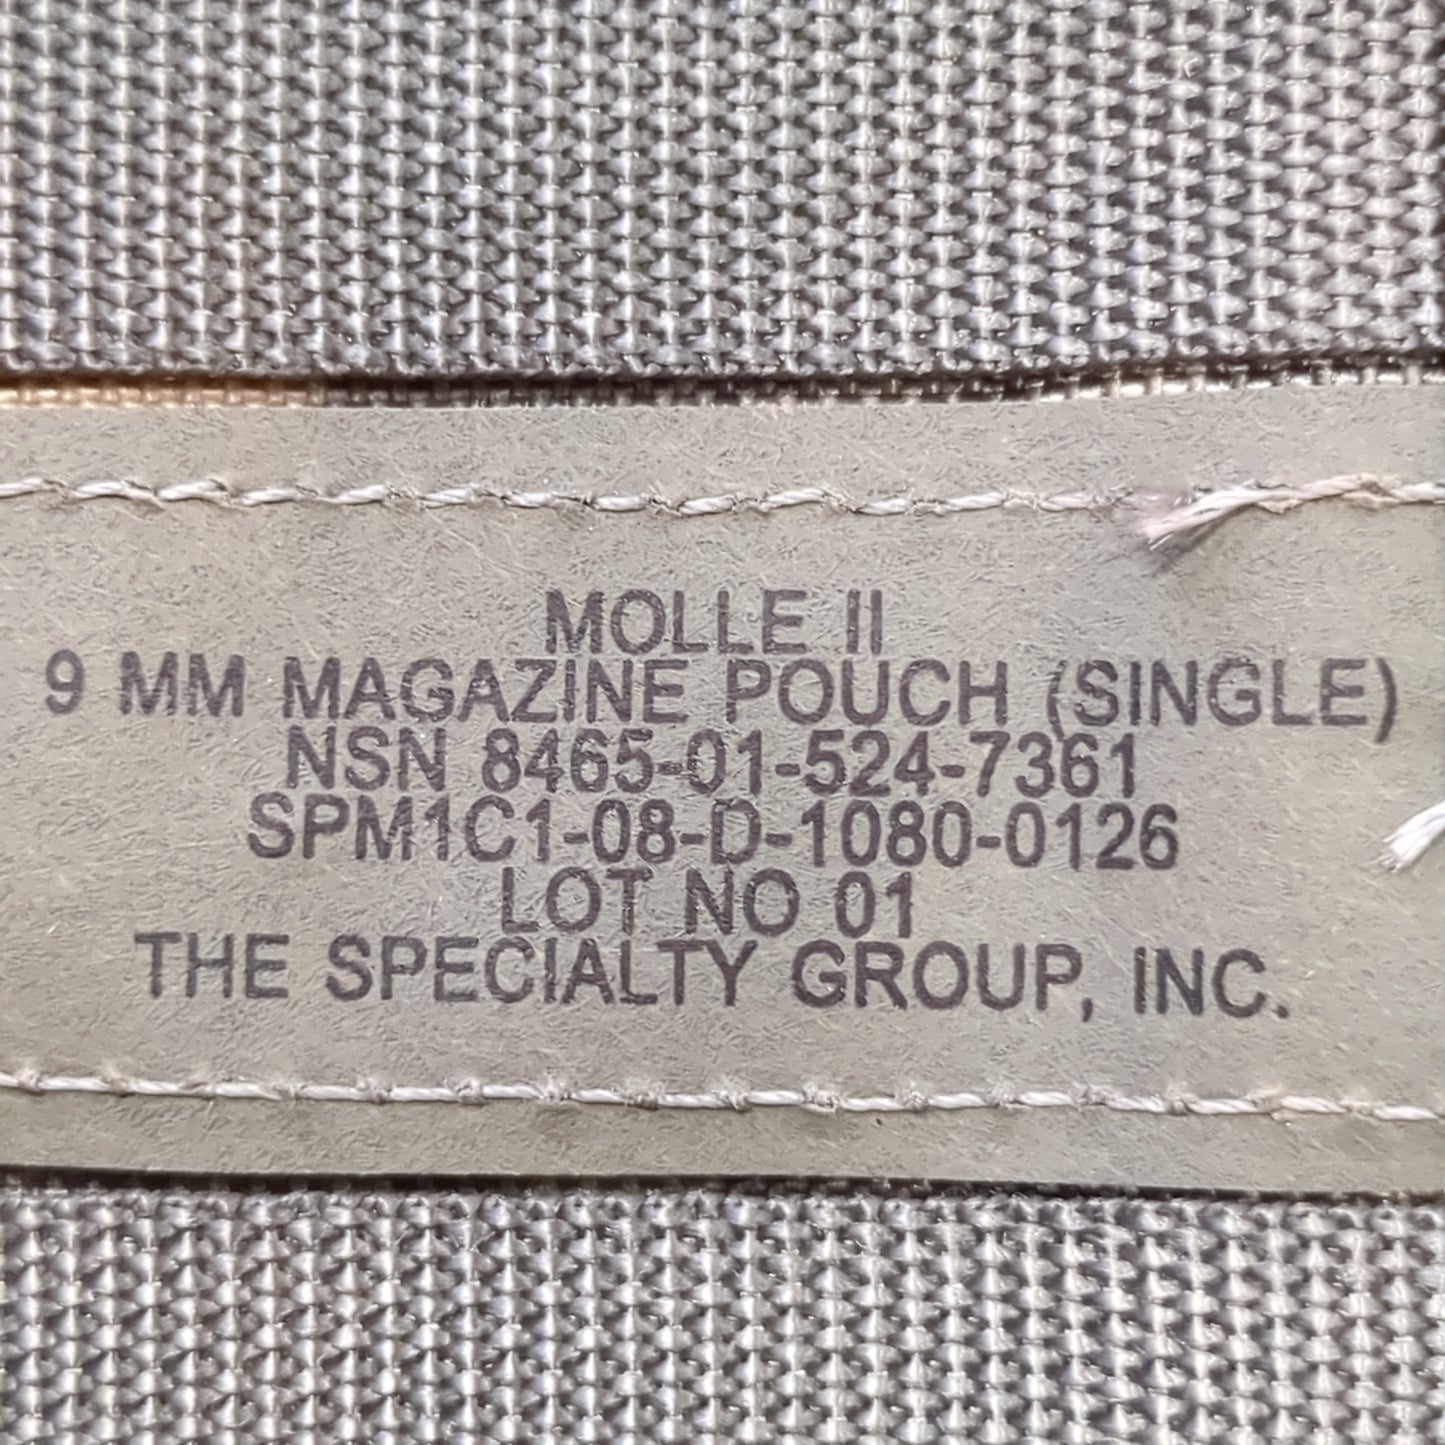 MOLLE II
9 MM MAGAZINE POUCH (SINGLE)
NSN 8465-01-524-7361
SPM1C1-08-D-1080-0126
LOT NO 01
THE SPECIALTY GROUP, INC.